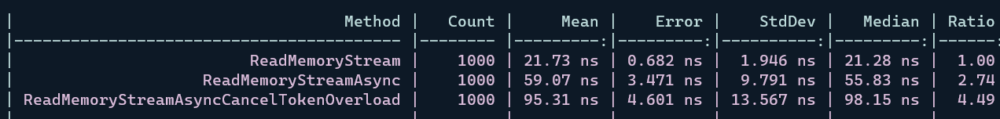 | Method | Count | Mean | Error | StdDev | Median | Ratio
|----------------------------------------- |-------- |---------:|---------:|----------:|---------:|------:
| ReadMemoryStream | 1000 | 21.73 ns | 0.682 ns | 1.946 ns | 21.28 ns | 1.00
| ReadMemoryStreamAsync | 1000 | 59.07 ns | 3.471 ns | 9.791 ns | 55.83 ns | 2.74
| ReadMemoryStreamAsyncCancelTokenOverload | 1000 | 95.31 ns | 4.601 ns | 13.567 ns | 98.15 ns | 4.49